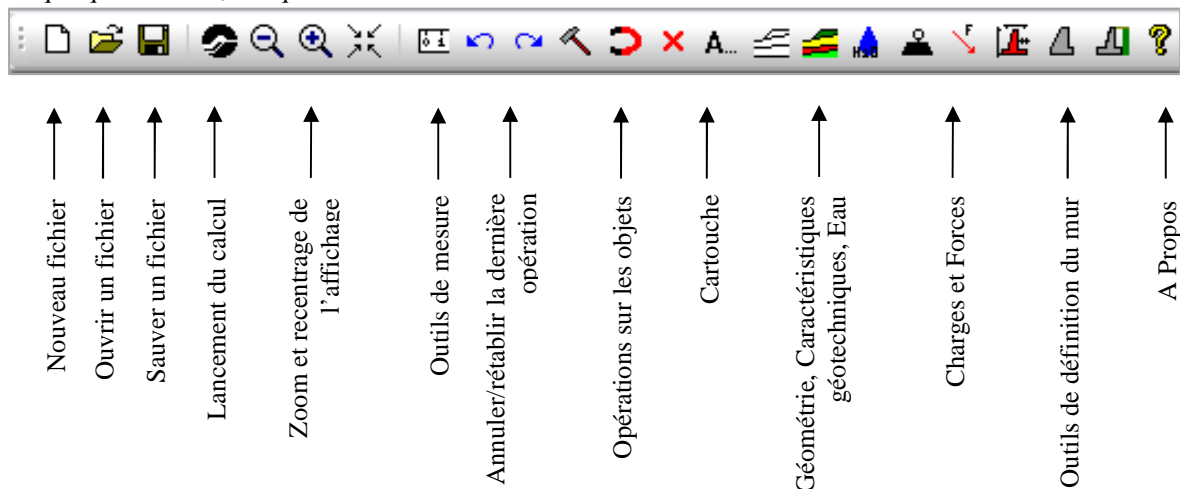 A...
H20
F
Nouveau fichier
Ouvrir un fichier
Sauver un fichier
Lancement du calcul
Zoom et recentrage de
l'affichage
Outils de mesure
Annuler/rétablir la dernière
opération
Opérations sur les objets
Cartouche
Géométrie, Caractéristiques
géotechniques, Eau
Charges et Forces
Outils de définition du mur
A Propos